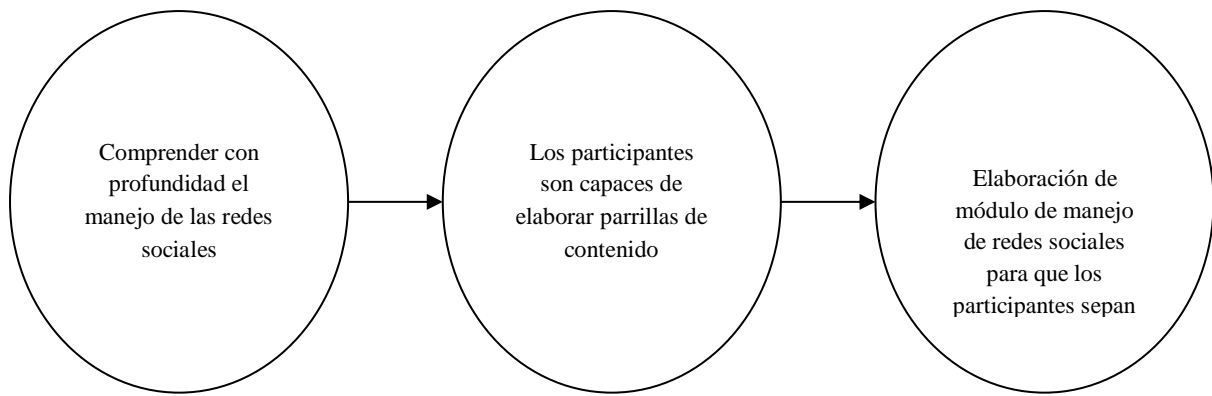 Comprender con
profundidad el
manejo de las redes
sociales
Los participantes
son capaces de
elaborar parrillas de
contenido
Elaboración de
módulo de manejo
de redes sociales
para que los
participantes sepan